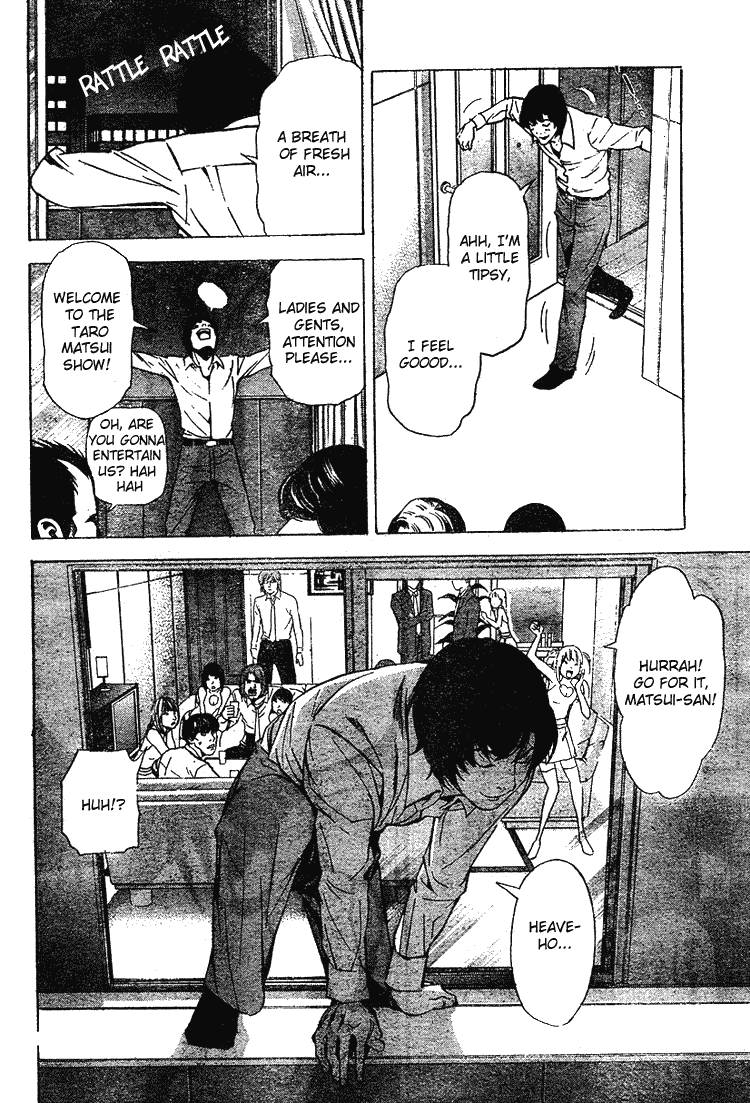 AHH, I'M
A LITTLE
TIPSY,
I FEEL
GOOOD...
RATTLE RATTLE
A BREATH
OF FRESH
AIR...
LADIES AND
GENTS,
ATTENTION
PLEASE...
WELCOME
TO THE
TARO
MATSUI
SHOW!
OH, ARE
YOU GONNA
ENTERTAIN
US? HAH
HAH
HURRAH!
GO FOR IT,
MATSUI-SAN!
HUH!?
HEAVE-
HO...